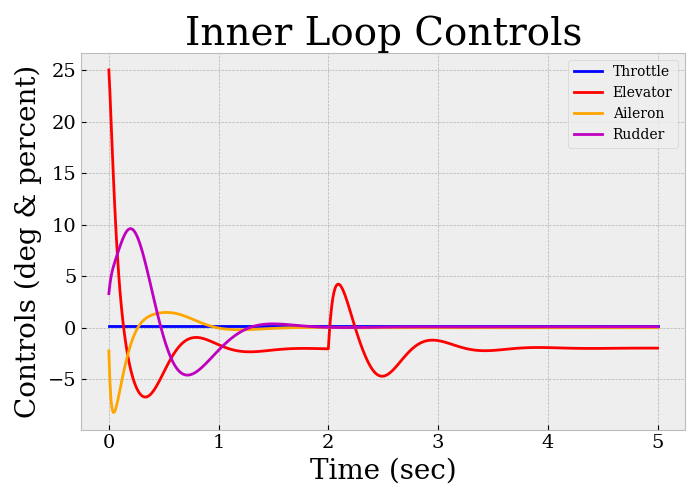 Inner Loop Controls
Controls (deg & percent)
25
20
15
10
5
0
−5
Throttle
Elevator
Aileron
Rudder
0 1 2 3 4 5
Time (sec)